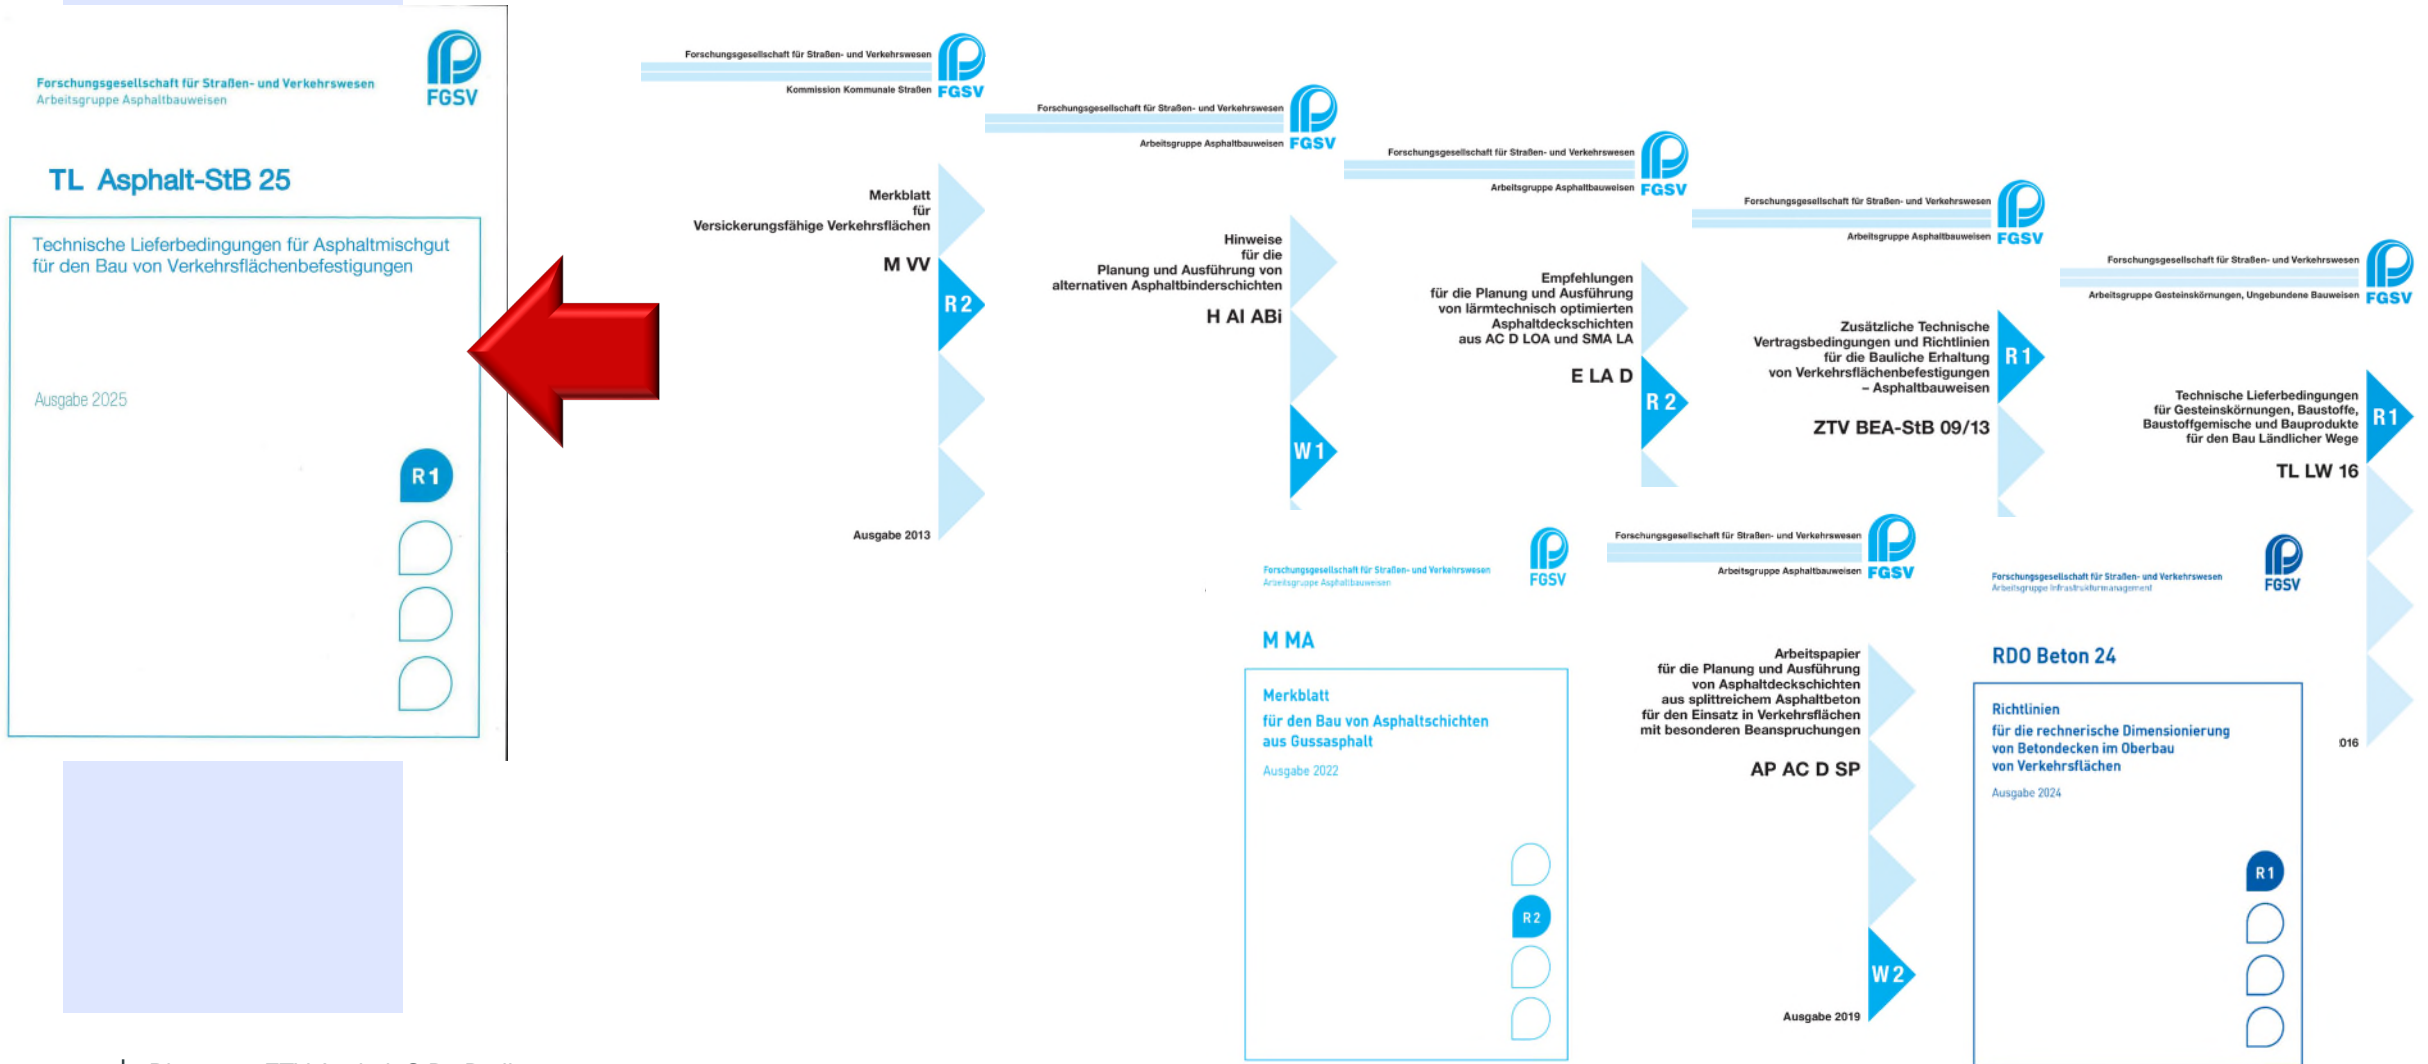 Forschungsgesellschaft für Straßen- und Verkehrswesen
Arbeitsgruppe Asphaltbauweisen
FGSV
TL Asphalt-StB 25
Technische Lieferbedingungen für Asphaltmischgut
für den Bau von Verkehrsflächenbefestigungen
Ausgabe 2025
R 1
Forschungsgesellschaft für Straßen- und Verkehrswesen
Kommission Kommunale Straßen
FGSV
Merkblatt
für
Versickerungsfähige Verkehrsflächen
M VV
R 2
Ausgabe 2013
Forschungsgesellschaft für Straßen- und Verkehrswesen
Arbeitsgruppe Asphaltbauweisen
FGSV
Hinweise
für die
Planung und Ausführung von
alternativen Asphaltbinderschichten
H Al ABi
W 1
Forschungsgesellschaft für Straßen- und Verkehrswesen
Arbeitsgruppe Asphaltbauweisen
FGSV
Empfehlungen
für die Planung und Ausführung
von lärmtechnisch optimierten
Asphaltdeckschichten
aus AC D LOA und SMA LA
E LA D
R 2
Forschungsgesellschaft für Straßen- und Verkehrswesen
Arbeitsgruppe Asphaltbauweisen
FGSV
Zusätzliche Technische
Vertragsbedingungen und Richtlinien
für die Bauliche Erhaltung
von Verkehrsflächenbefestigungen
– Asphaltbauweisen
ZTV BEA-StB 09/13
R 1
Forschungsgesellschaft für Straßen- und Verkehrswesen
Arbeitsgruppe Gesteinskörnungen, Ungebundene Bauweisen
FGSV
Technische Lieferbedingungen
für Gesteinskörnungen, Baustoffe,
Baustoffgemische und Bauprodukte
für den Bau Ländlicher Wege
TL LW 16
R 1
016
Forschungsgesellschaft für Straßen- und Verkehrswesen
Arbeitsgruppe Asphaltbauweisen
FGSV
M MA
Merkblatt
für den Bau von Asphaltschichten
aus Gussasphalt
Ausgabe 2022
R 2
Forschungsgesellschaft für Straßen- und Verkehrswesen
Arbeitsgruppe Asphaltbauweisen
FGSV
Arbeitspapier
für die Planung und Ausführung
von Asphaltdeckschichten
aus splittreichem Asphaltbeton
für den Einsatz in Verkehrsflächen
mit besonderen Beanspruchungen
AP AC D SP
W 2
Ausgabe 2019
Forschungsgesellschaft für Straßen- und Verkehrswesen
Arbeitsgruppe Infrastrukturmanagement
FGSV
RDO Beton 24
Richtlinien
für die rechnerische Dimensionierung
von Betondecken im Oberbau
von Verkehrsflächen
Ausgabe 2024
R 1